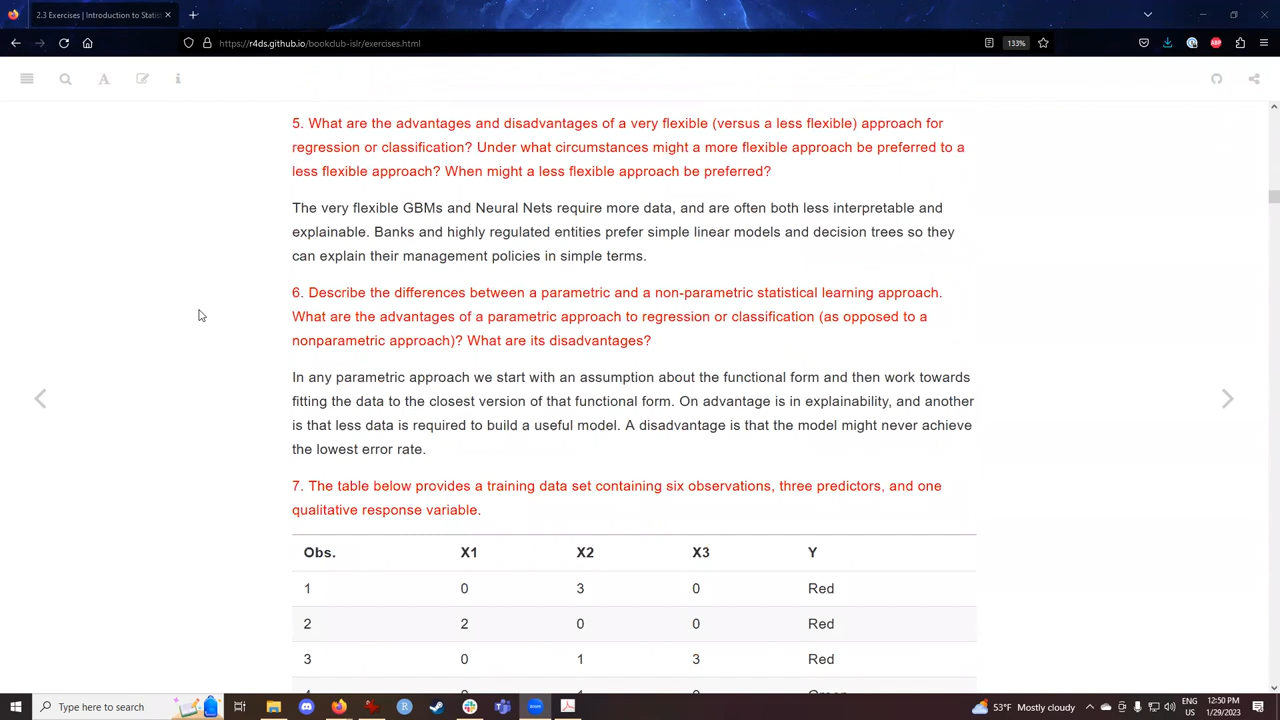 2.3 Exercises | Introduction to Statis
https://r4ds.github.io/bookclub-islr/exercises.html
133%
ABP
5. What are the advantages and disadvantages of a very flexible (versus a less flexible) approach for
regression or classification? Under what circumstances might a more flexible approach be preferred to a
less flexible approach? When might a less flexible approach be preferred?
The very flexible GBMs and Neural Nets require more data, and are often both less interpretable and
explainable. Banks and highly regulated entities prefer simple linear models and decision trees so they
can explain their management policies in simple terms.
6. Describe the differences between a parametric and a non-parametric statistical learning approach.
What are the advantages of a parametric approach to regression or classification (as opposed to a
nonparametric approach)? What are its disadvantages?
In any parametric approach we start with an assumption about the functional form and then work towards
fitting the data to the closest version of that functional form. On advantage is in explainability, and another
is that less data is required to build a useful model. A disadvantage is that the model might never achieve
the lowest error rate.
7. The table below provides a training data set containing six observations, three predictors, and one
qualitative response variable.
Obs. X1 X2 X3 Y
1 0 3 0 Red
2 2 0 0 Red
3 0 1 3 Red
Type here to search
53°F Mostly cloudy
ENG
US
12:50 PM
1/29/2023